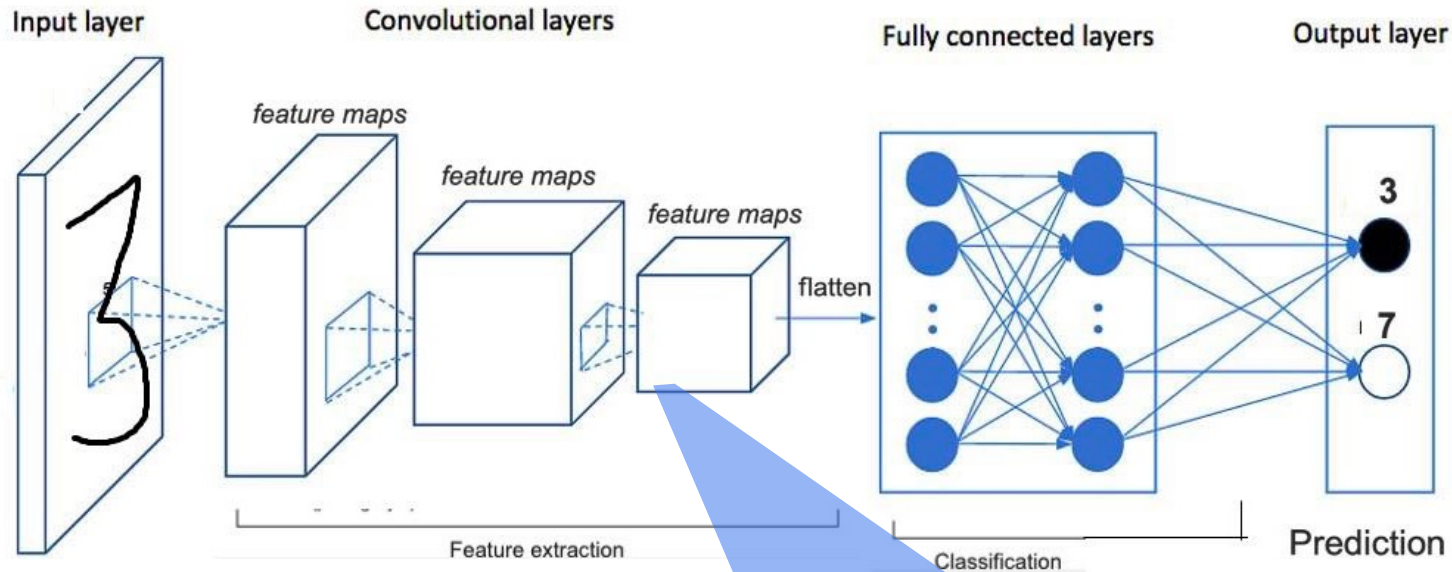 Input layer
Convolutional layers
Fully connected layers
Output layer
feature maps
feature maps
feature maps
flatten
3
7
3
Feature extraction
Classification
Prediction